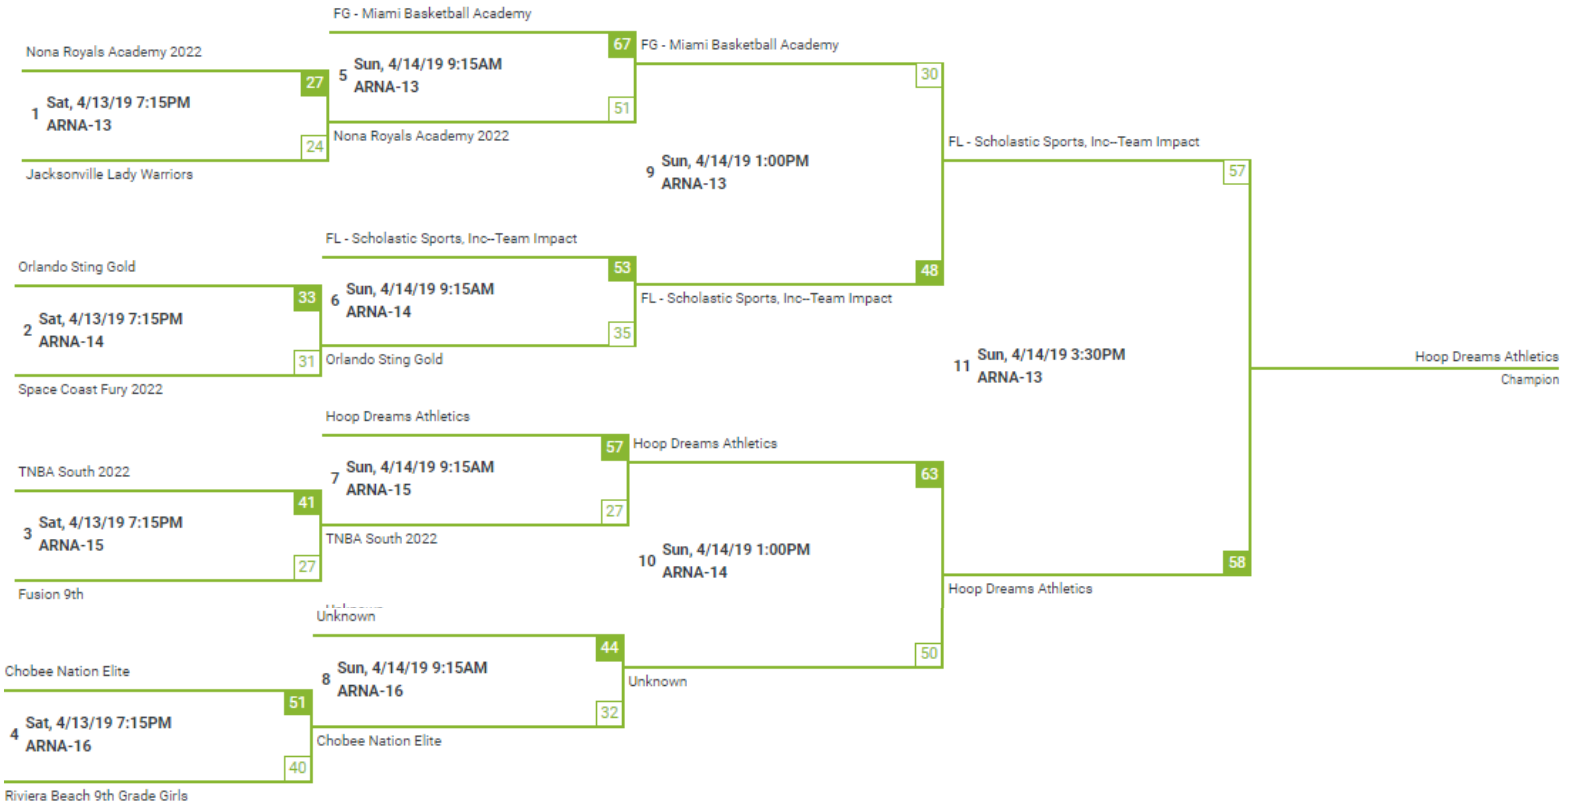 FG - Miami Basketball Academy
67
FG - Miami Basketball Academy
Nona Royals Academy 2022
27
5 Sun, 4/14/19 9:15AM
ARNA-13
30
1 Sat, 4/13/19 7:15PM
ARNA-13
51
24
Nona Royals Academy 2022
FL - Scholastic Sports, Inc--Team Impact
Jacksonville Lady Warriors
9 Sun, 4/14/19 1:00PM
ARNA-13
57
FL - Scholastic Sports, Inc--Team Impact
Orlando Sting Gold
53
48
33
6 Sun, 4/14/19 9:15AM
ARNA-14
FL - Scholastic Sports, Inc--Team Impact
2 Sat, 4/13/19 7:15PM
ARNA-14
35
31
Orlando Sting Gold
Space Coast Fury 2022
11 Sun, 4/14/19 3:30PM
ARNA-13
Hoop Dreams Athletics
Champion
Hoop Dreams Athletics
57
Hoop Dreams Athletics
TNBA South 2022
41
7 Sun, 4/14/19 9:15AM
ARNA-15
63
3 Sat, 4/13/19 7:15PM
ARNA-15
27
27
TNBA South 2022
Fusion 9th
10 Sun, 4/14/19 1:00PM
ARNA-14
58
Hoop Dreams Athletics
Unknown
44
50
Chobee Nation Elite
51
8 Sun, 4/14/19 9:15AM
ARNA-16
Unknown
4 Sat, 4/13/19 7:15PM
ARNA-16
32
40
Chobee Nation Elite
Riviera Beach 9th Grade Girls